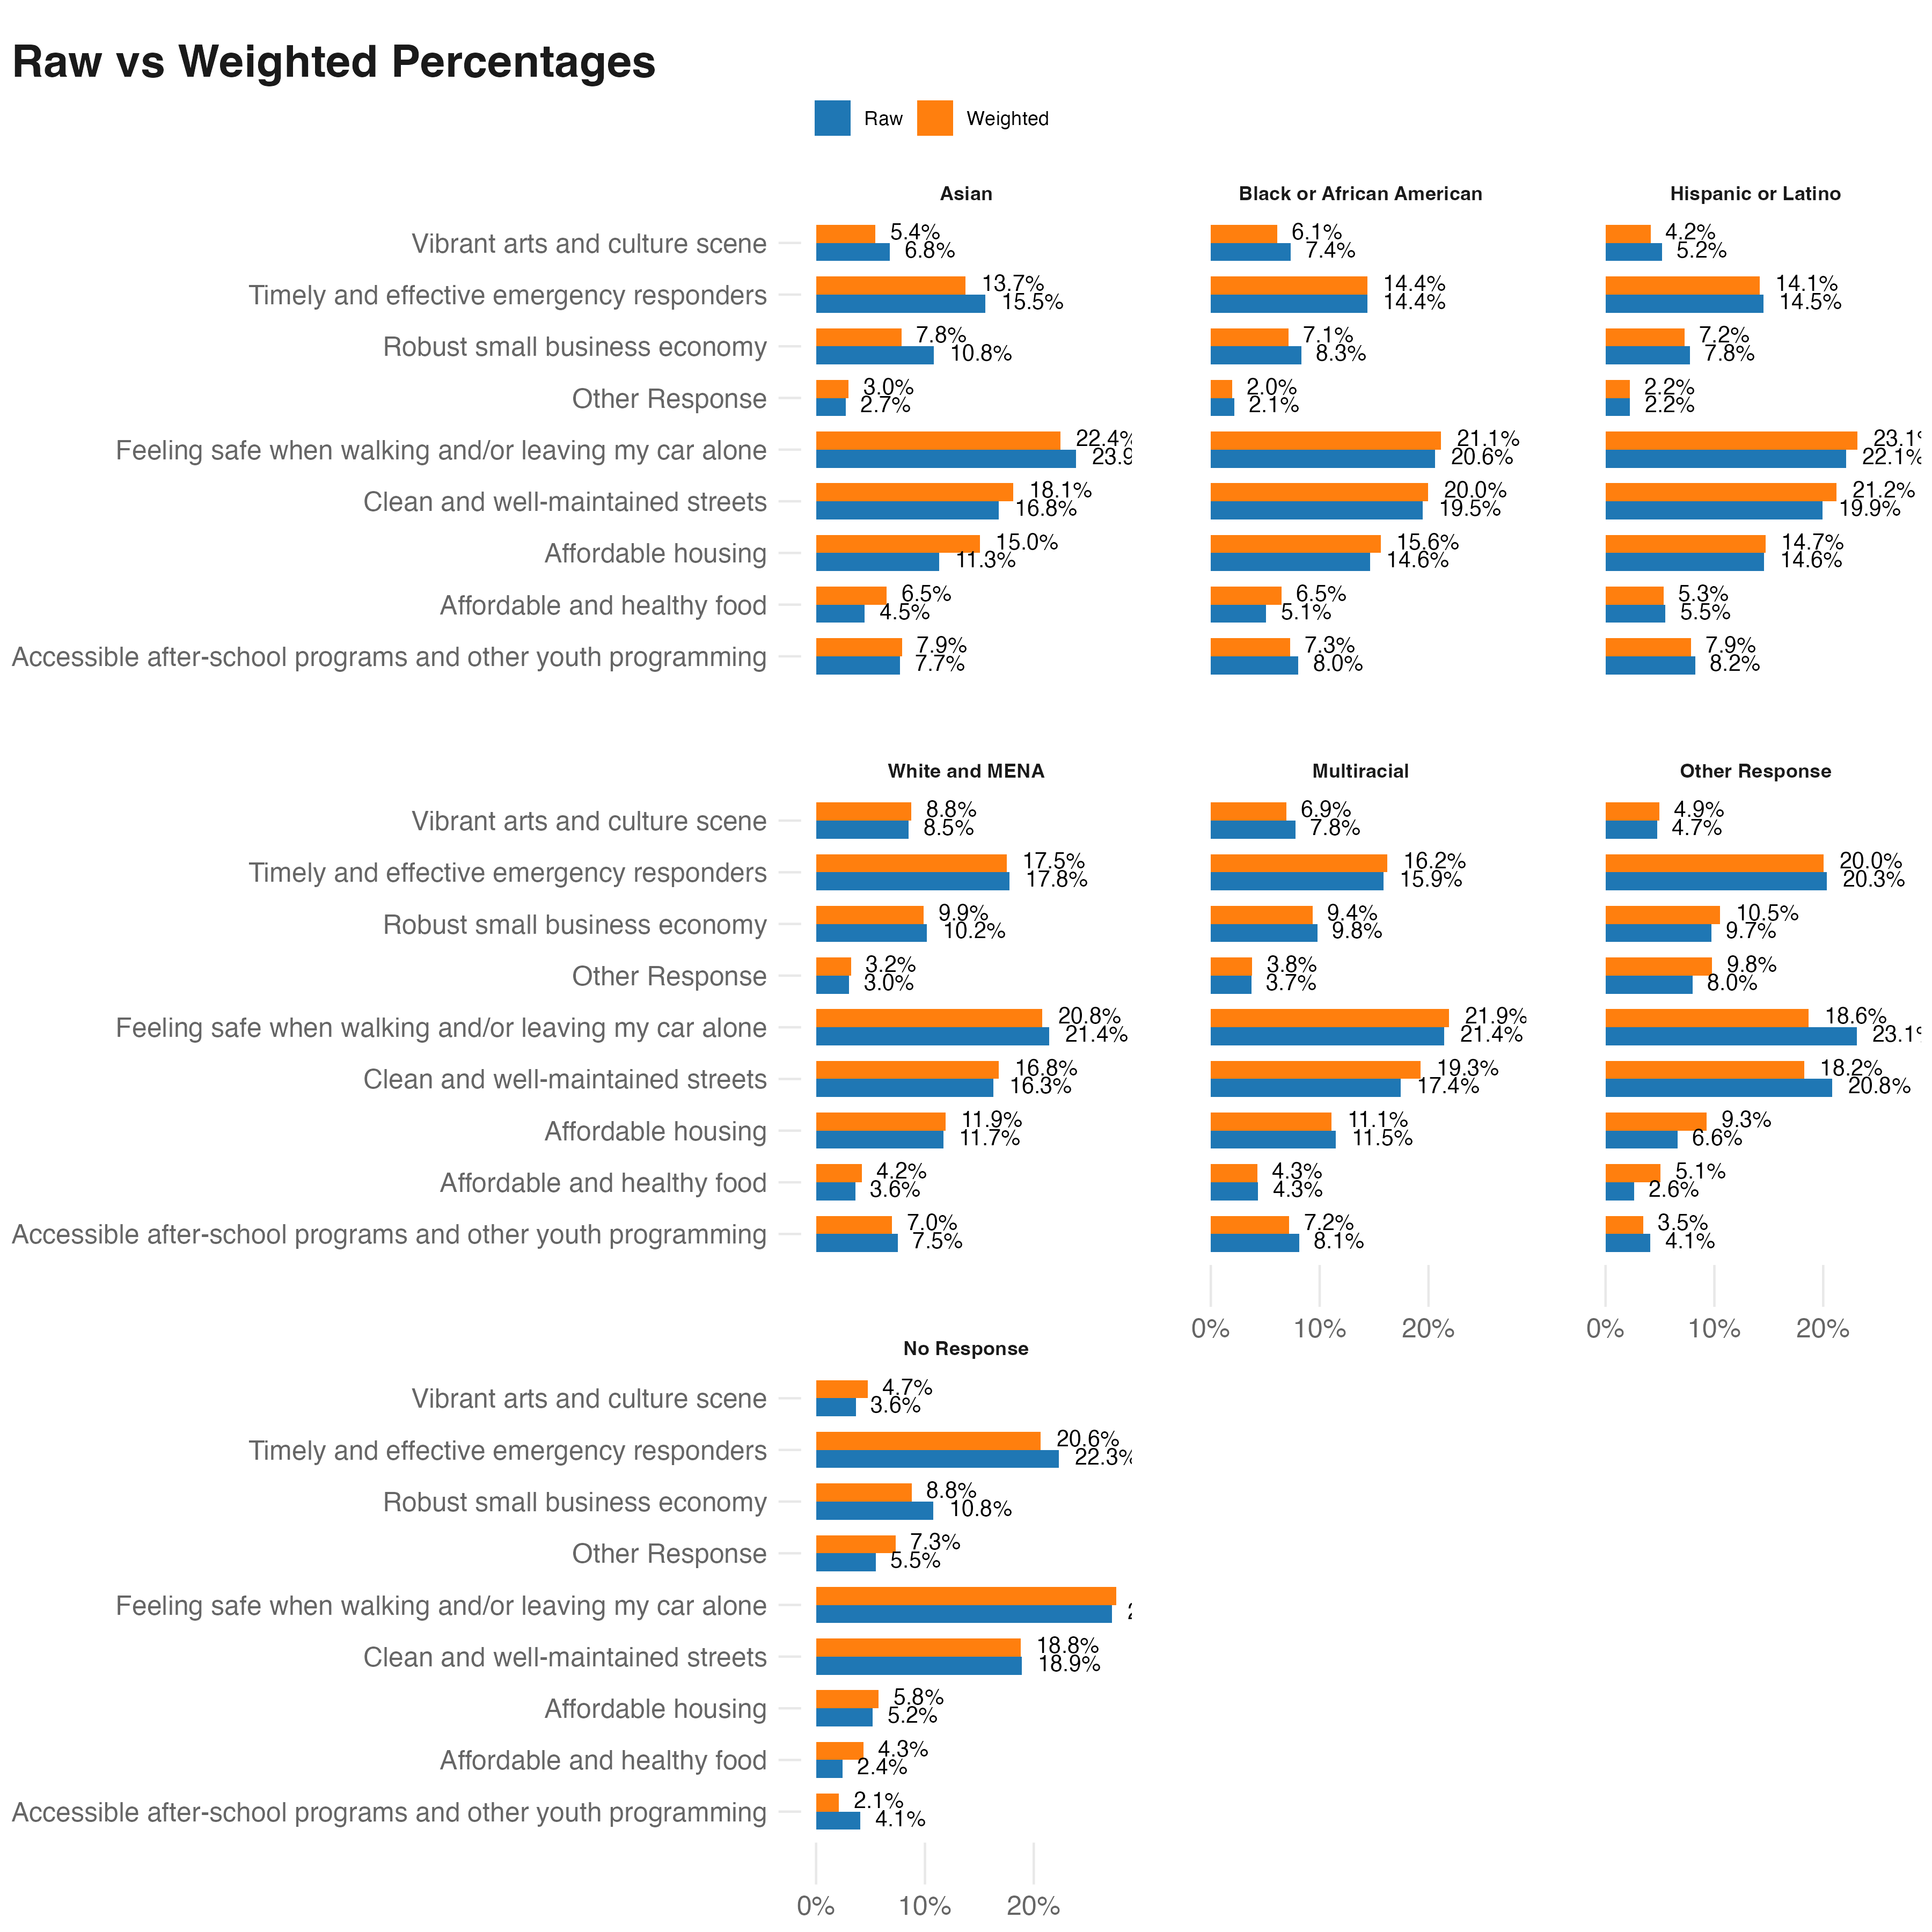 Raw vs Weighted Percentages
Raw Weighted
Asian Black or African American Hispanic or Latino
Vibrant arts and culture scene 5.4% 6.1% 4.2%
6.8% 7.4% 5.2%
Timely and effective emergency responders 13.7% 14.4% 14.1%
15.5% 14.4% 14.5%
Robust small business economy 7.8% 7.1% 7.2%
10.8% 8.3% 7.8%
Other Response 3.0% 2.0% 2.2%
2.7% 2.1% 2.2%
Feeling safe when walking and/or leaving my car alone 22.4% 21.1% 23.1%
23.9 20.6% 22.1%
Clean and well-maintained streets 18.1% 20.0% 21.2%
16.8% 19.5% 19.9%
Affordable housing 15.0% 15.6% 14.7%
11.3% 14.6% 14.6%
Affordable and healthy food 6.5% 6.5% 5.3%
4.5% 5.1% 5.5%
Accessible after-school programs and other youth programming 7.9% 7.3% 7.9%
7.7% 8.0% 8.2%
White and MENA Multiracial Other Response
Vibrant arts and culture scene 8.8% 6.9% 4.9%
8.5% 7.8% 4.7%
Timely and effective emergency responders 17.5% 16.2% 20.0%
17.8% 15.9% 20.3%
Robust small business economy 9.9% 9.4% 10.5%
10.2% 9.8% 9.7%
Other Response 3.2% 3.8% 9.8%
3.0% 3.7% 8.0%
Feeling safe when walking and/or leaving my car alone 20.8% 21.9% 18.6%
21.4% 21.4% 23.1%
Clean and well-maintained streets 16.8% 19.3% 18.2%
16.3% 17.4% 20.8%
Affordable housing 11.9% 11.1% 9.3%
11.7% 11.5% 6.6%
Affordable and healthy food 4.2% 4.3% 5.1%
3.6% 4.3% 2.6%
Accessible after-school programs and other youth programming 7.0% 7.2% 3.5%
7.5% 8.1% 4.1%
0% 10% 20% 0% 10% 20%
No Response
Vibrant arts and culture scene 4.7%
3.6%
Timely and effective emergency responders 20.6%
22.3%
Robust small business economy 8.8%
10.8%
Other Response 7.3%
5.5%
Feeling safe when walking and/or leaving my car alone
Clean and well-maintained streets 18.8%
18.9%
Affordable housing 5.8%
5.2%
Affordable and healthy food 4.3%
2.4%
Accessible after-school programs and other youth programming 2.1%
4.1%
0% 10% 20%